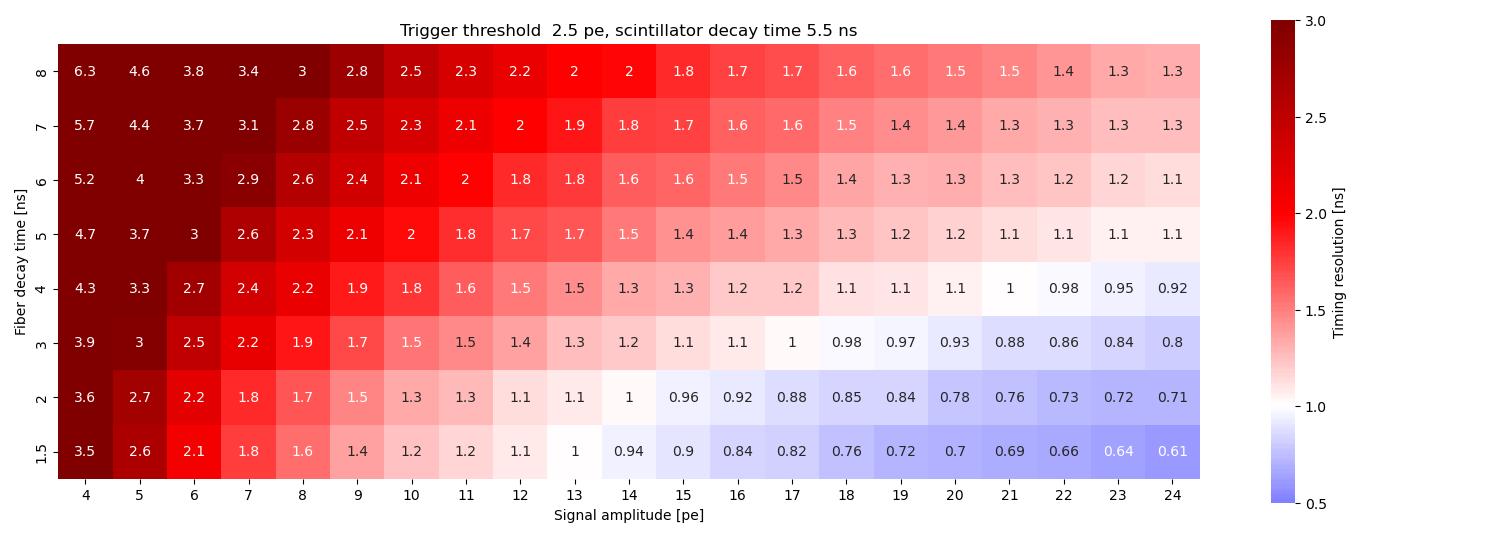 Trigger threshold  2.5 pe, scintillator decay time 5.5 ns
Fiber decay time [ns]
8 6.3 4.6 3.8 3.4 3 2.8 2.5 2.3 2.2 2 2 1.8 1.7 1.7 1.6 1.6 1.5 1.5 1.4 1.3 1.3
7 5.7 4.4 3.7 3.1 2.8 2.5 2.3 2.1 2 1.9 1.8 1.7 1.6 1.6 1.5 1.4 1.4 1.3 1.3 1.3 1.3
6 5.2 4 3.3 2.9 2.6 2.4 2.1 2 1.8 1.8 1.6 1.6 1.5 1.5 1.4 1.3 1.3 1.3 1.2 1.2 1.1
5 4.7 3.7 3 2.6 2.3 2.1 2 1.8 1.7 1.7 1.5 1.4 1.4 1.3 1.3 1.2 1.2 1.1 1.1 1.1 1.1
4 4.3 3.3 2.7 2.4 2.2 1.9 1.8 1.6 1.5 1.5 1.3 1.3 1.2 1.2 1.1 1.1 1.1 1 0.98 0.95 0.92
3 3.9 3 2.5 2.2 1.9 1.7 1.5 1.5 1.4 1.3 1.2 1.1 1.1 1 0.98 0.97 0.93 0.88 0.86 0.84 0.8
2 3.6 2.7 2.2 1.8 1.7 1.5 1.3 1.3 1.1 1.1 1 0.96 0.92 0.88 0.85 0.84 0.78 0.76 0.73 0.72 0.71
1.5 3.5 2.6 2.1 1.8 1.6 1.4 1.2 1.2 1.1 1 0.94 0.9 0.84 0.82 0.76 0.72 0.7 0.69 0.66 0.64 0.61
4 5 6 7 8 9 10 11 12 13 14 15 16 17 18 19 20 21 22 23 24
Signal amplitude [pe]
3.0
2.5
2.0
1.5
1.0
0.5
Timing resolution [ns]